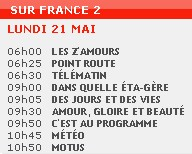 SUR FRANCE 2
LUNDI 21 MAI
06h00 LES Z'AMOURS
06h25 POINT ROUTE
06h30 TÉLÉMATIN
09h00 DANS QUELLE ÉTA-GÈRE
09h05 DES JOURS ET DES VIES
09h30 AMOUR, GLOIRE ET BEAUTÉ
09h55 C'EST AU PROGRAMME
10h45 MÉTÉO
10h50 MOTUS